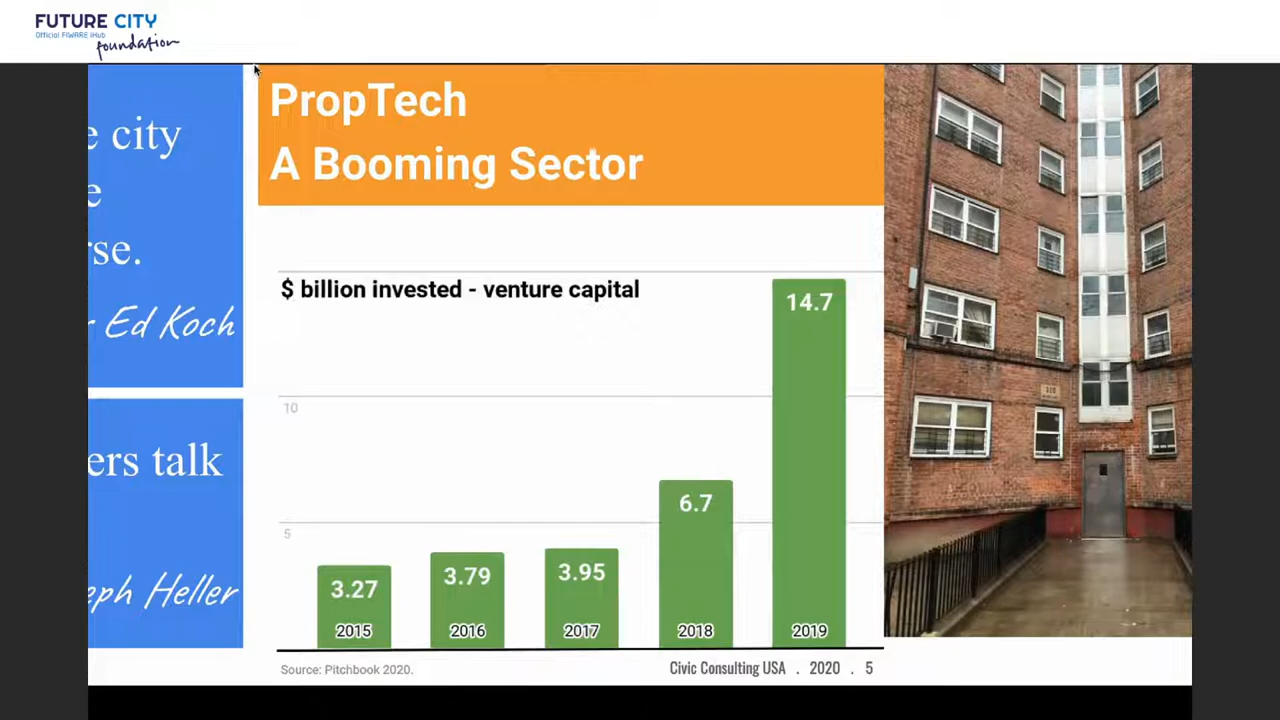 FUTURE CITY
Official FIWARE iHub
foundation
e city
e
rse.
Ed Koch
ers talk
eph Heller
PropTech
A Booming Sector
$ billion invested - venture capital
14.7
10
6.7
5
3.27
3.79
3.95
2015
2016
2017
2018
2019
Source: Pitchbook 2020.
Civic Consulting USA . 2020 . 5